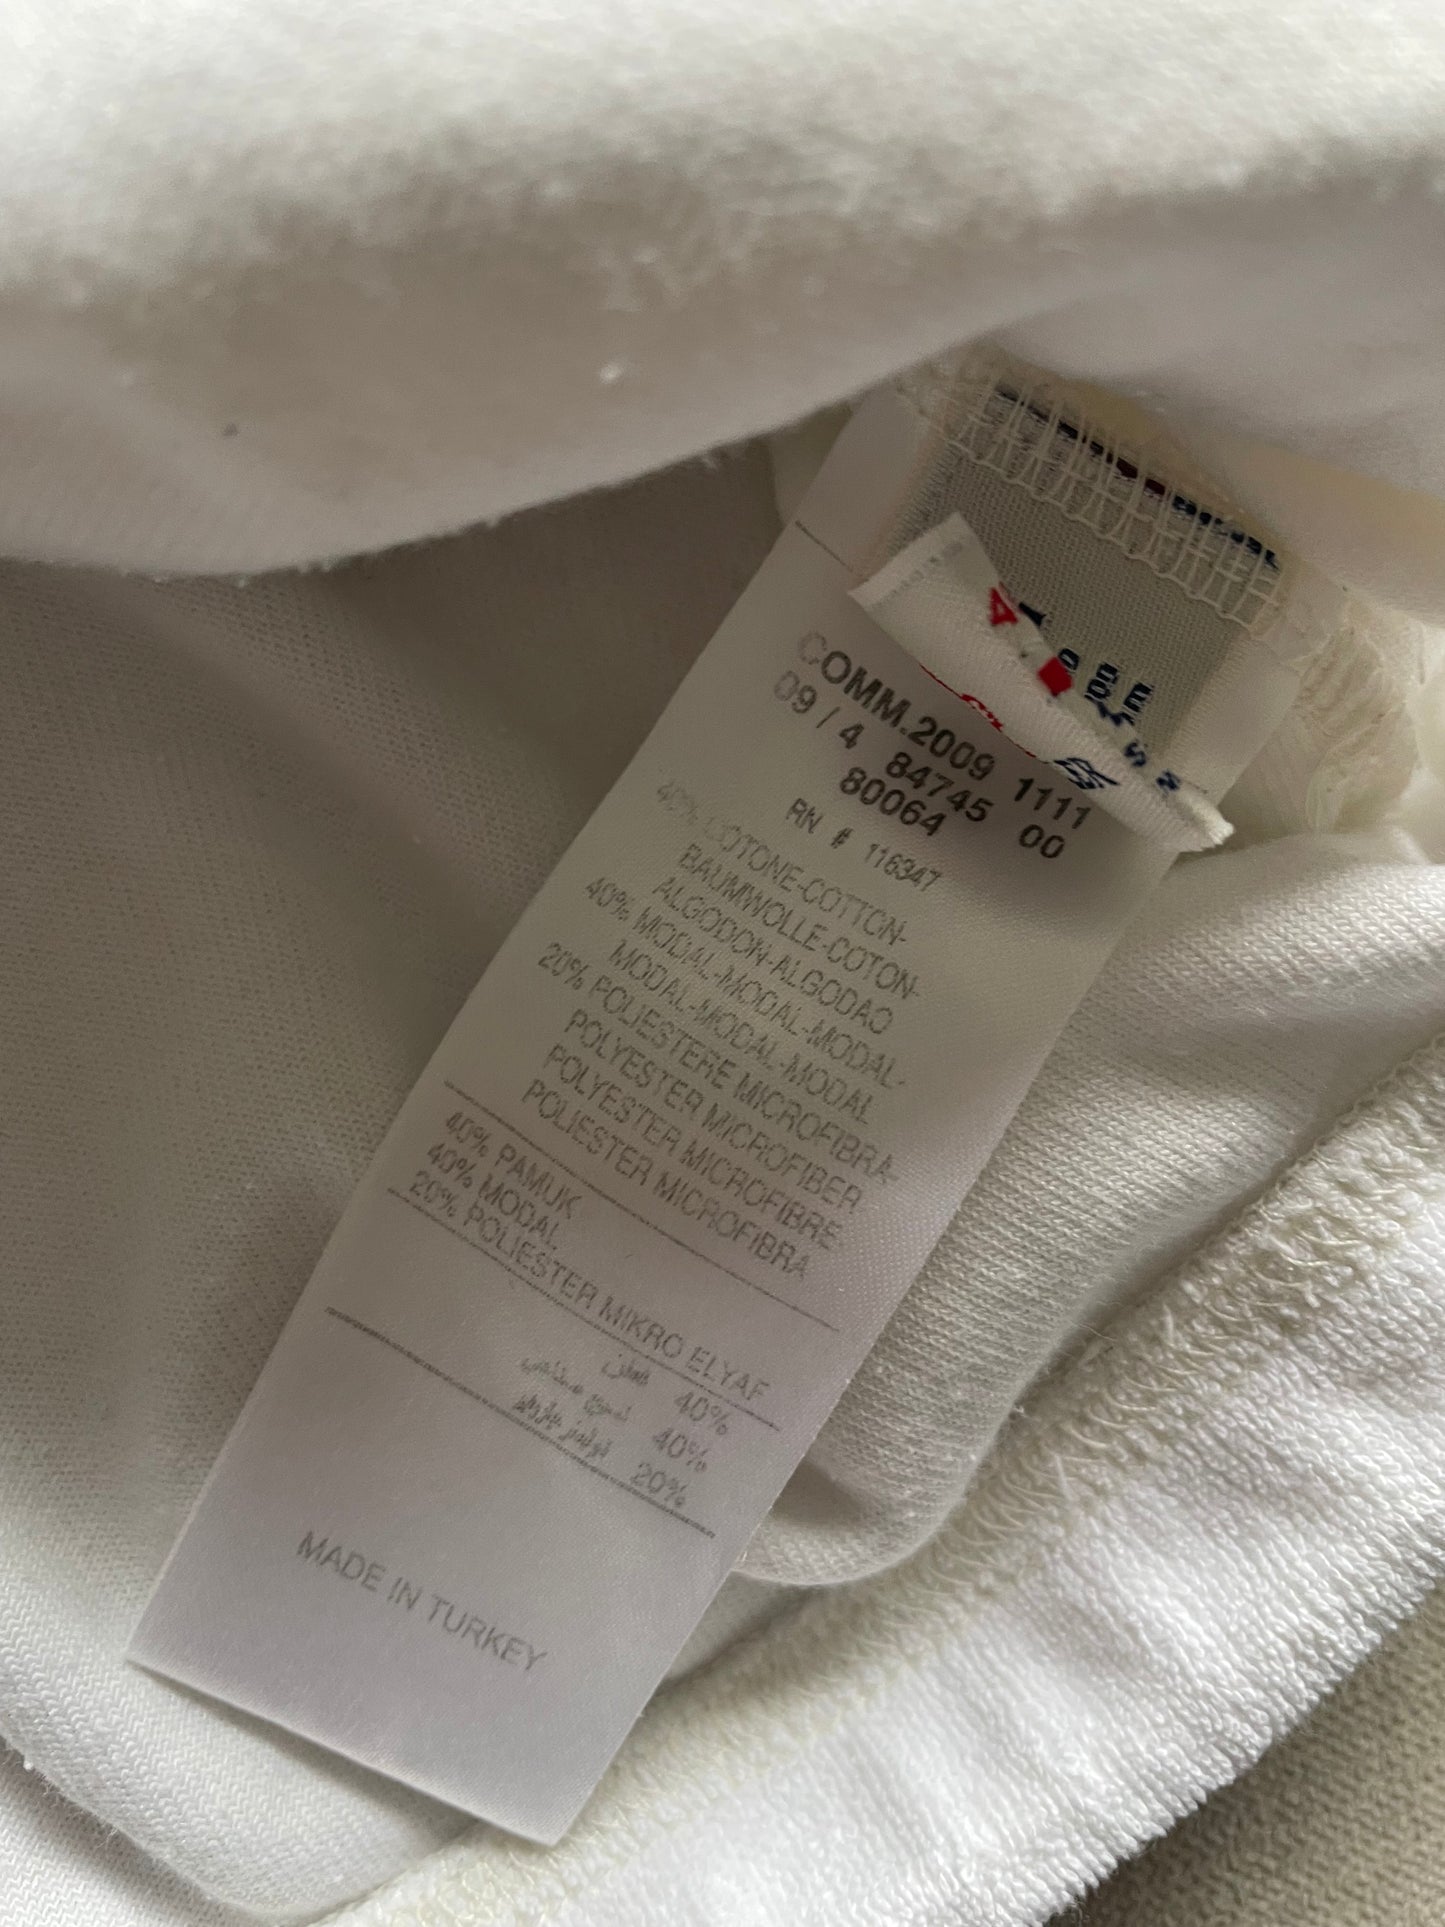 COMM.2009 1111
09 / 4 84745 00
80064
RN # 116347
40% COTONE-COTTON-
BAUMWOLLE-COTON-
ALGODON-ALGODAO
40% MODAL-MODAL-MODAL-
MODAL-MODAL-MODAL
20% POLIESTERE MICROFIBRA-
POLYESTER MICROFIBER
POLYESTER MICROFIBRE
POLIESTER MICROFIBRA
40% PAMUK
40% MODAL
20% POLIESTER MIKRO ELYAF
40% قطن
40%
20%
MADE IN TURKEY